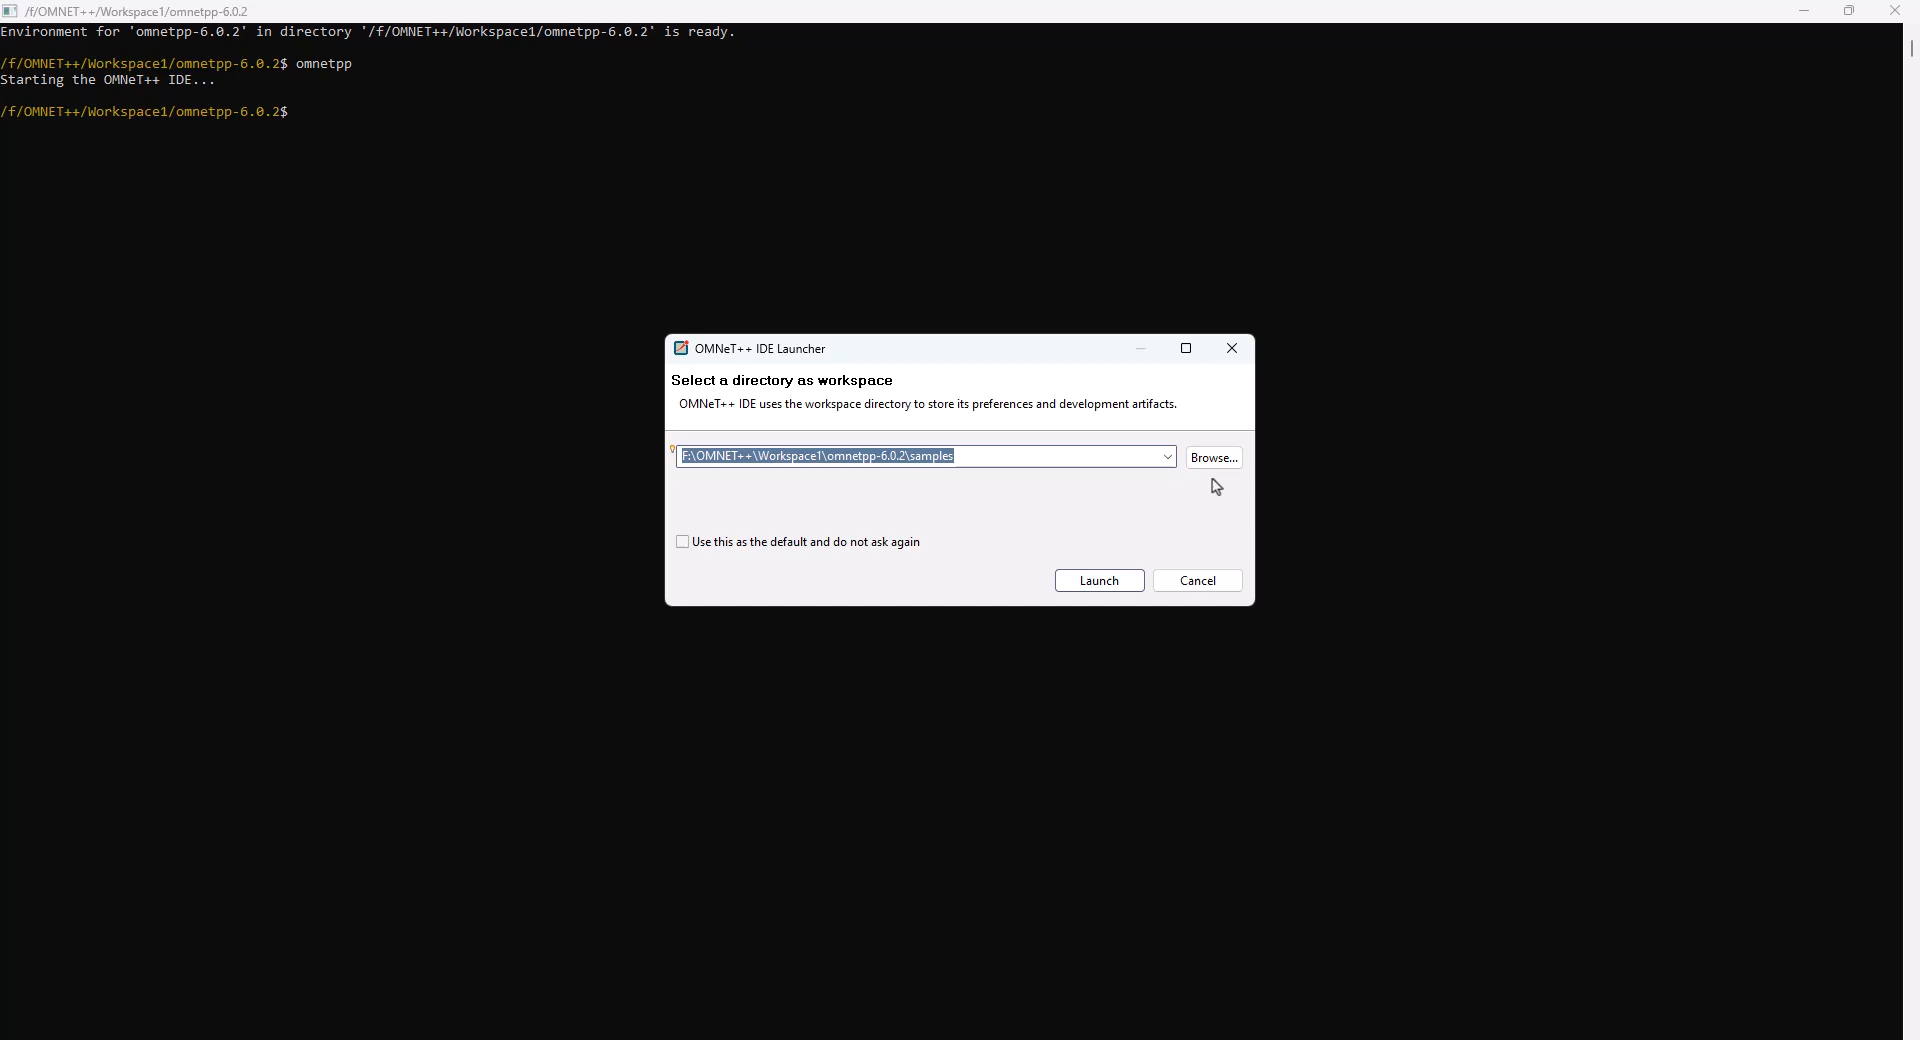 /f/OMNET++/Workspace1/omnetpp-6.0.2
Environment for 'omnetpp-6.0.2' in directory '/f/OMNET++/Workspace1/omnetpp-6.0.2' is ready.
/f/OMNET++/Workspace1/omnetpp-6.0.2$ omnetpp
Starting the OMNeT++ IDE...
/f/OMNET++/Workspace1/omnetpp-6.0.2$
OMNeT++ IDE Launcher
Select a directory as workspace
OMNeT++ IDE uses the workspace directory to store its preferences and development artifacts.
F:\OMNET++\Workspace1\omnetpp-6.0.2\samples
Browse...
Use this as the default and do not ask again
Launch Cancel